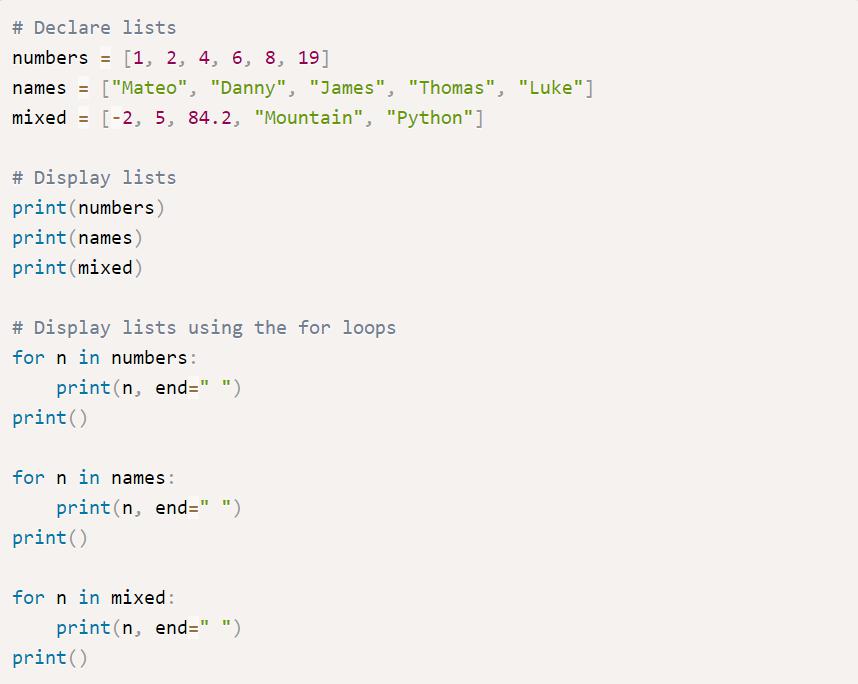 # Declare lists
numbers = [1, 2, 4, 6, 8, 19]
names = ["Mateo", "Danny", "James", "Thomas", "Luke"]
mixed = [-2, 5, 84.2, "Mountain", "Python"]

# Display lists
print(numbers)
print(names)
print(mixed)

# Display lists using the for loops
for n in numbers:
    print(n, end=" ")
print()

for n in names:
    print(n, end=" ")
print()

for n in mixed:
    print(n, end=" ")
print()